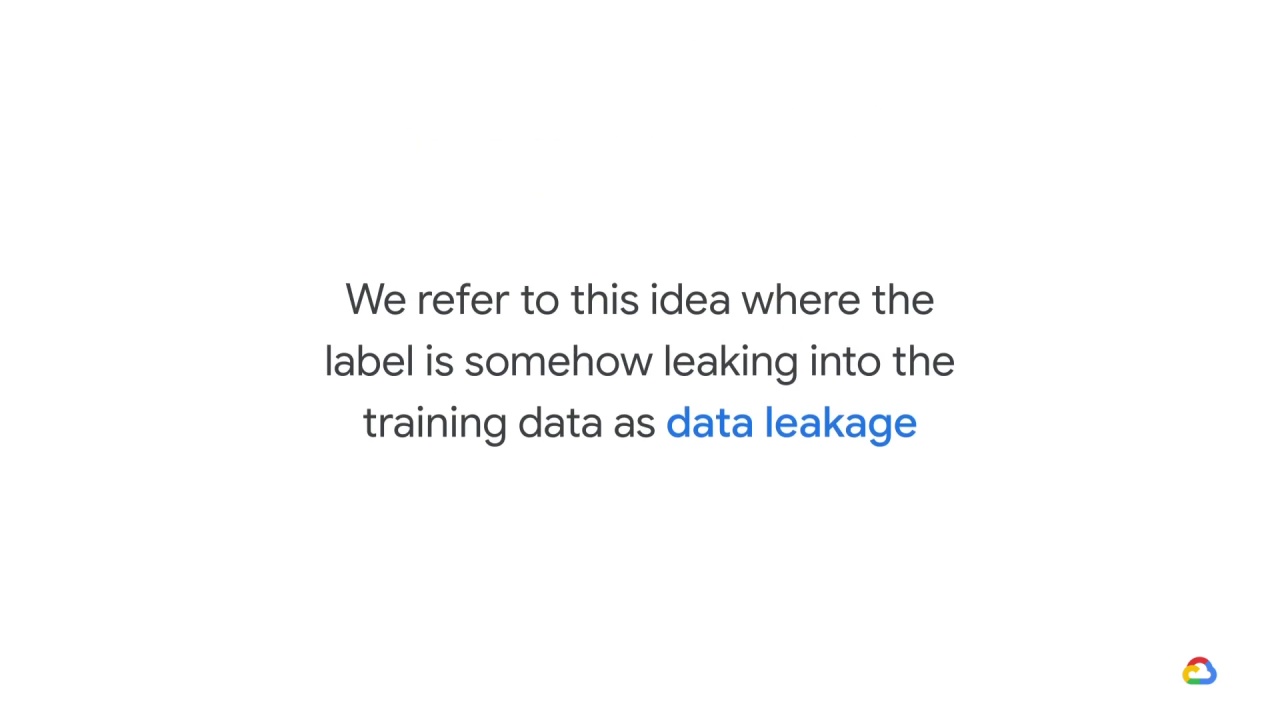 We refer to this idea where the
label is somehow leaking into the
training data as data leakage